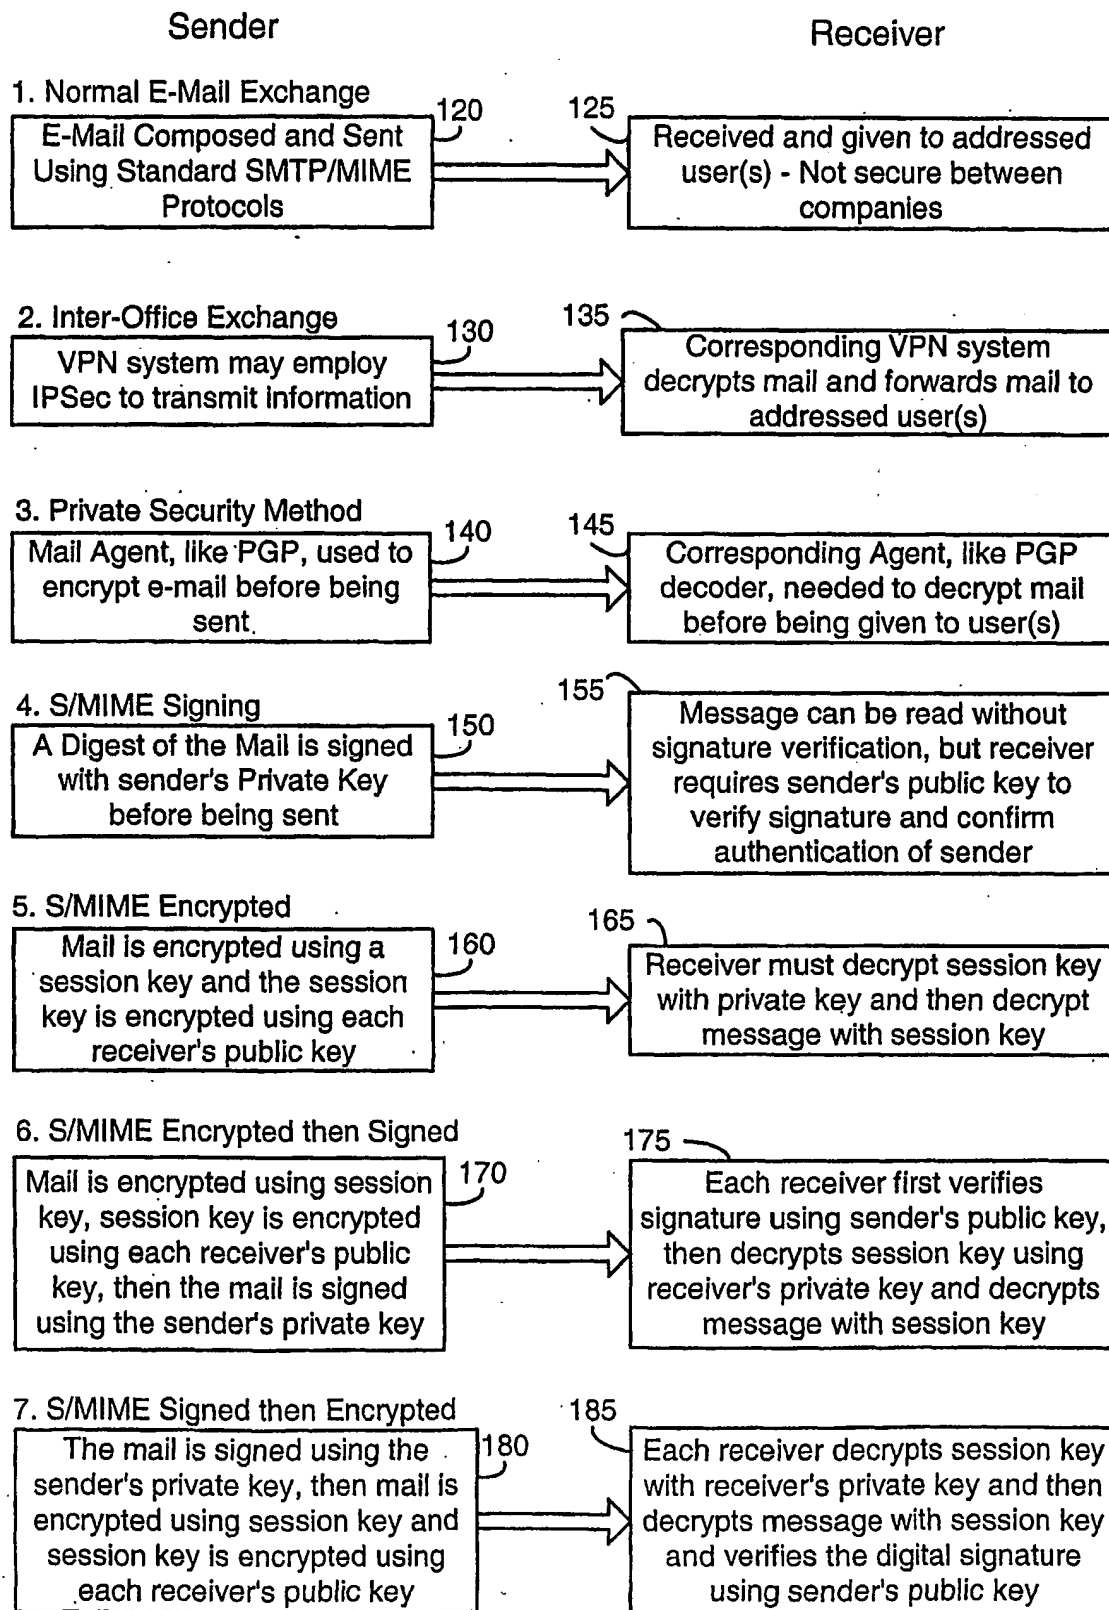 Sender
Receiver
1. Normal E-Mail Exchange
120
125
E-Mail Composed and Sent
Using Standard SMTP/MIME
Protocols
Received and given to addressed
user(s) - Not secure between
companies
2. Inter-Office Exchange
130
135
VPN system may employ
IPSec to transmit information
Corresponding VPN system
decrypts mail and forwards mail to
addressed user(s)
3. Private Security Method
140
145
Mail Agent, like PGP, used to
encrypt e-mail before being
sent.
Corresponding Agent, like PGP
decoder, needed to decrypt mail
before being given to user(s)
4. S/MIME Signing
150
155
A Digest of the Mail is signed
with sender's Private Key
before being sent
Message can be read without
signature verification, but receiver
requires sender's public key to
verify signature and confirm
authentication of sender
5. S/MIME Encrypted
160
165
Mail is encrypted using a
session key and the session
key is encrypted using each
receiver's public key
Receiver must decrypt session key
with private key and then decrypt
message with session key
6. S/MIME Encrypted then Signed
170
175
Mail is encrypted using session
key, session key is encrypted
using each receiver's public
key, then the mail is signed
using the sender's private key
Each receiver first verifies
signature using sender's public key,
then decrypts session key using
receiver's private key and decrypts
message with session key
7. S/MIME Signed then Encrypted
180
185
The mail is signed using the
sender's private key, then mail is
encrypted using session key and
session key is encrypted using
each receiver's public key
Each receiver decrypts session key
with receiver's private key and then
decrypts message with session key
and verifies the digital signature
using sender's public key